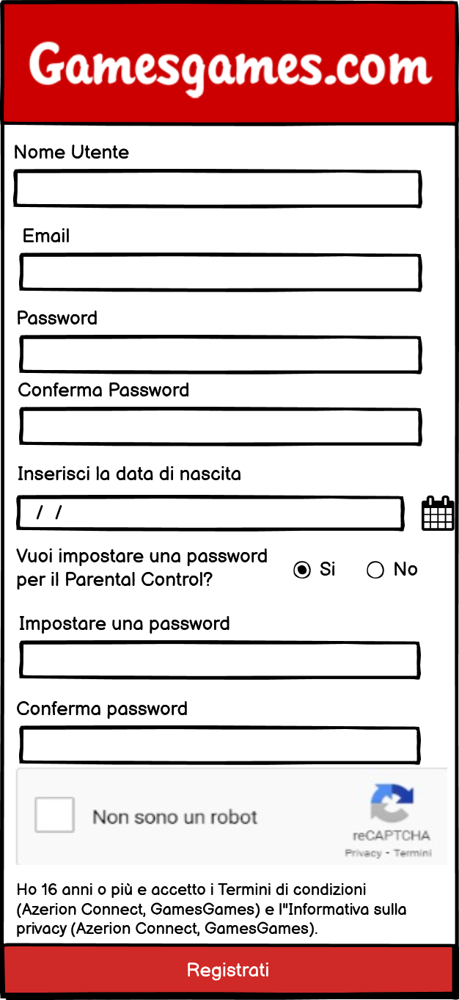 Gamesgames.com
Nome Utente
Email
Password
Conferma Password
Inserisci la data di nascita
/ /
Vuoi impostare una password
per il Parental Control?
Si
No
Impostare una password
Conferma password
Non sono un robot
reCAPTCHA
Privacy - Termini
Ho 16 anni o più e accetto i Termini di condizioni
(Azerion Connect, GamesGames) e l"Informativa sulla
privacy (Azerion Connect, GamesGames).
Registrati